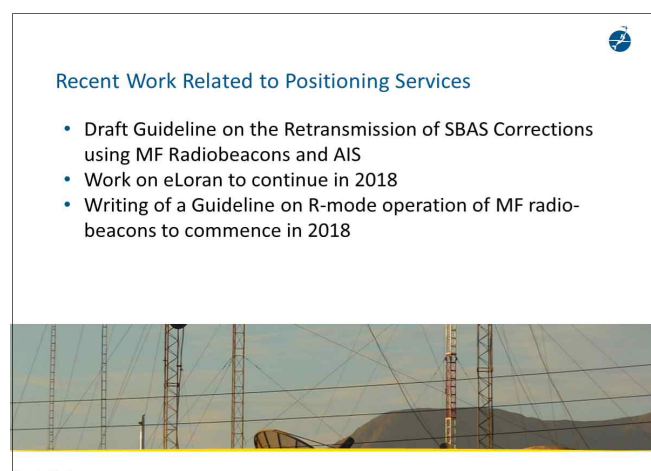 Recent Work Related to Positioning Services
• Draft Guideline on the Retransmission of SBAS Corrections
using MF Radiobeacons and AIS
• Work on eLoran to continue in 2018
• Writing of a Guideline on R-mode operation of MF radio-
beacons to commence in 2018